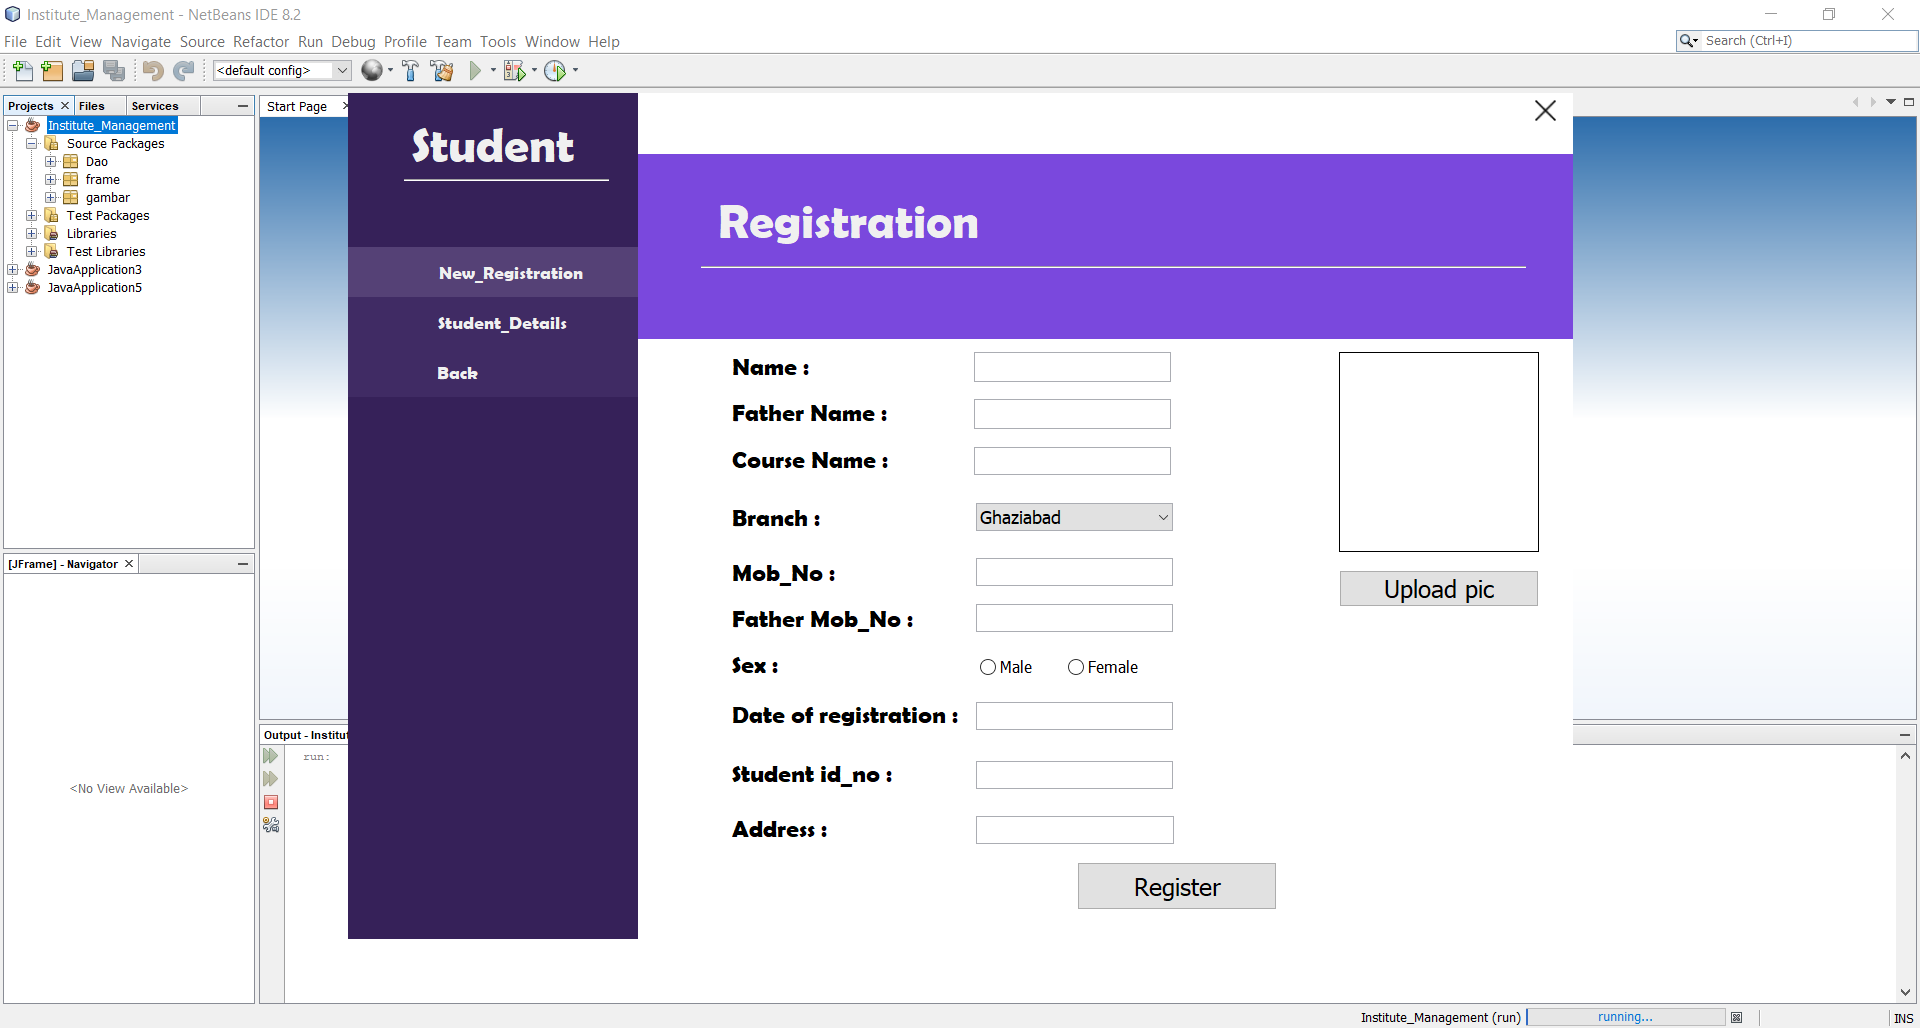 Institute_Management - NetBeans IDE 8.2
File Edit View Navigate Source Refactor Run Debug Profile Team Tools Window Help
Search (Ctrl+I)
<default config>
Projects Files Services
Institute_Management
Source Packages
Dao
frame
gambar
Test Packages
Libraries
Test Libraries
JavaApplication3
JavaApplication5
[JFrame] - Navigator
<No View Available>
Start Page
Student
New_Registration
Student_Details
Back
Registration
Name :
Father Name :
Course Name :
Branch : Ghaziabad
Mob_No :
Father Mob_No :
Sex : Male Female
Date of registration :
Student id_no :
Address :
Upload pic
Register
Output - Institut
run:
Institute_Management (run) running... INS